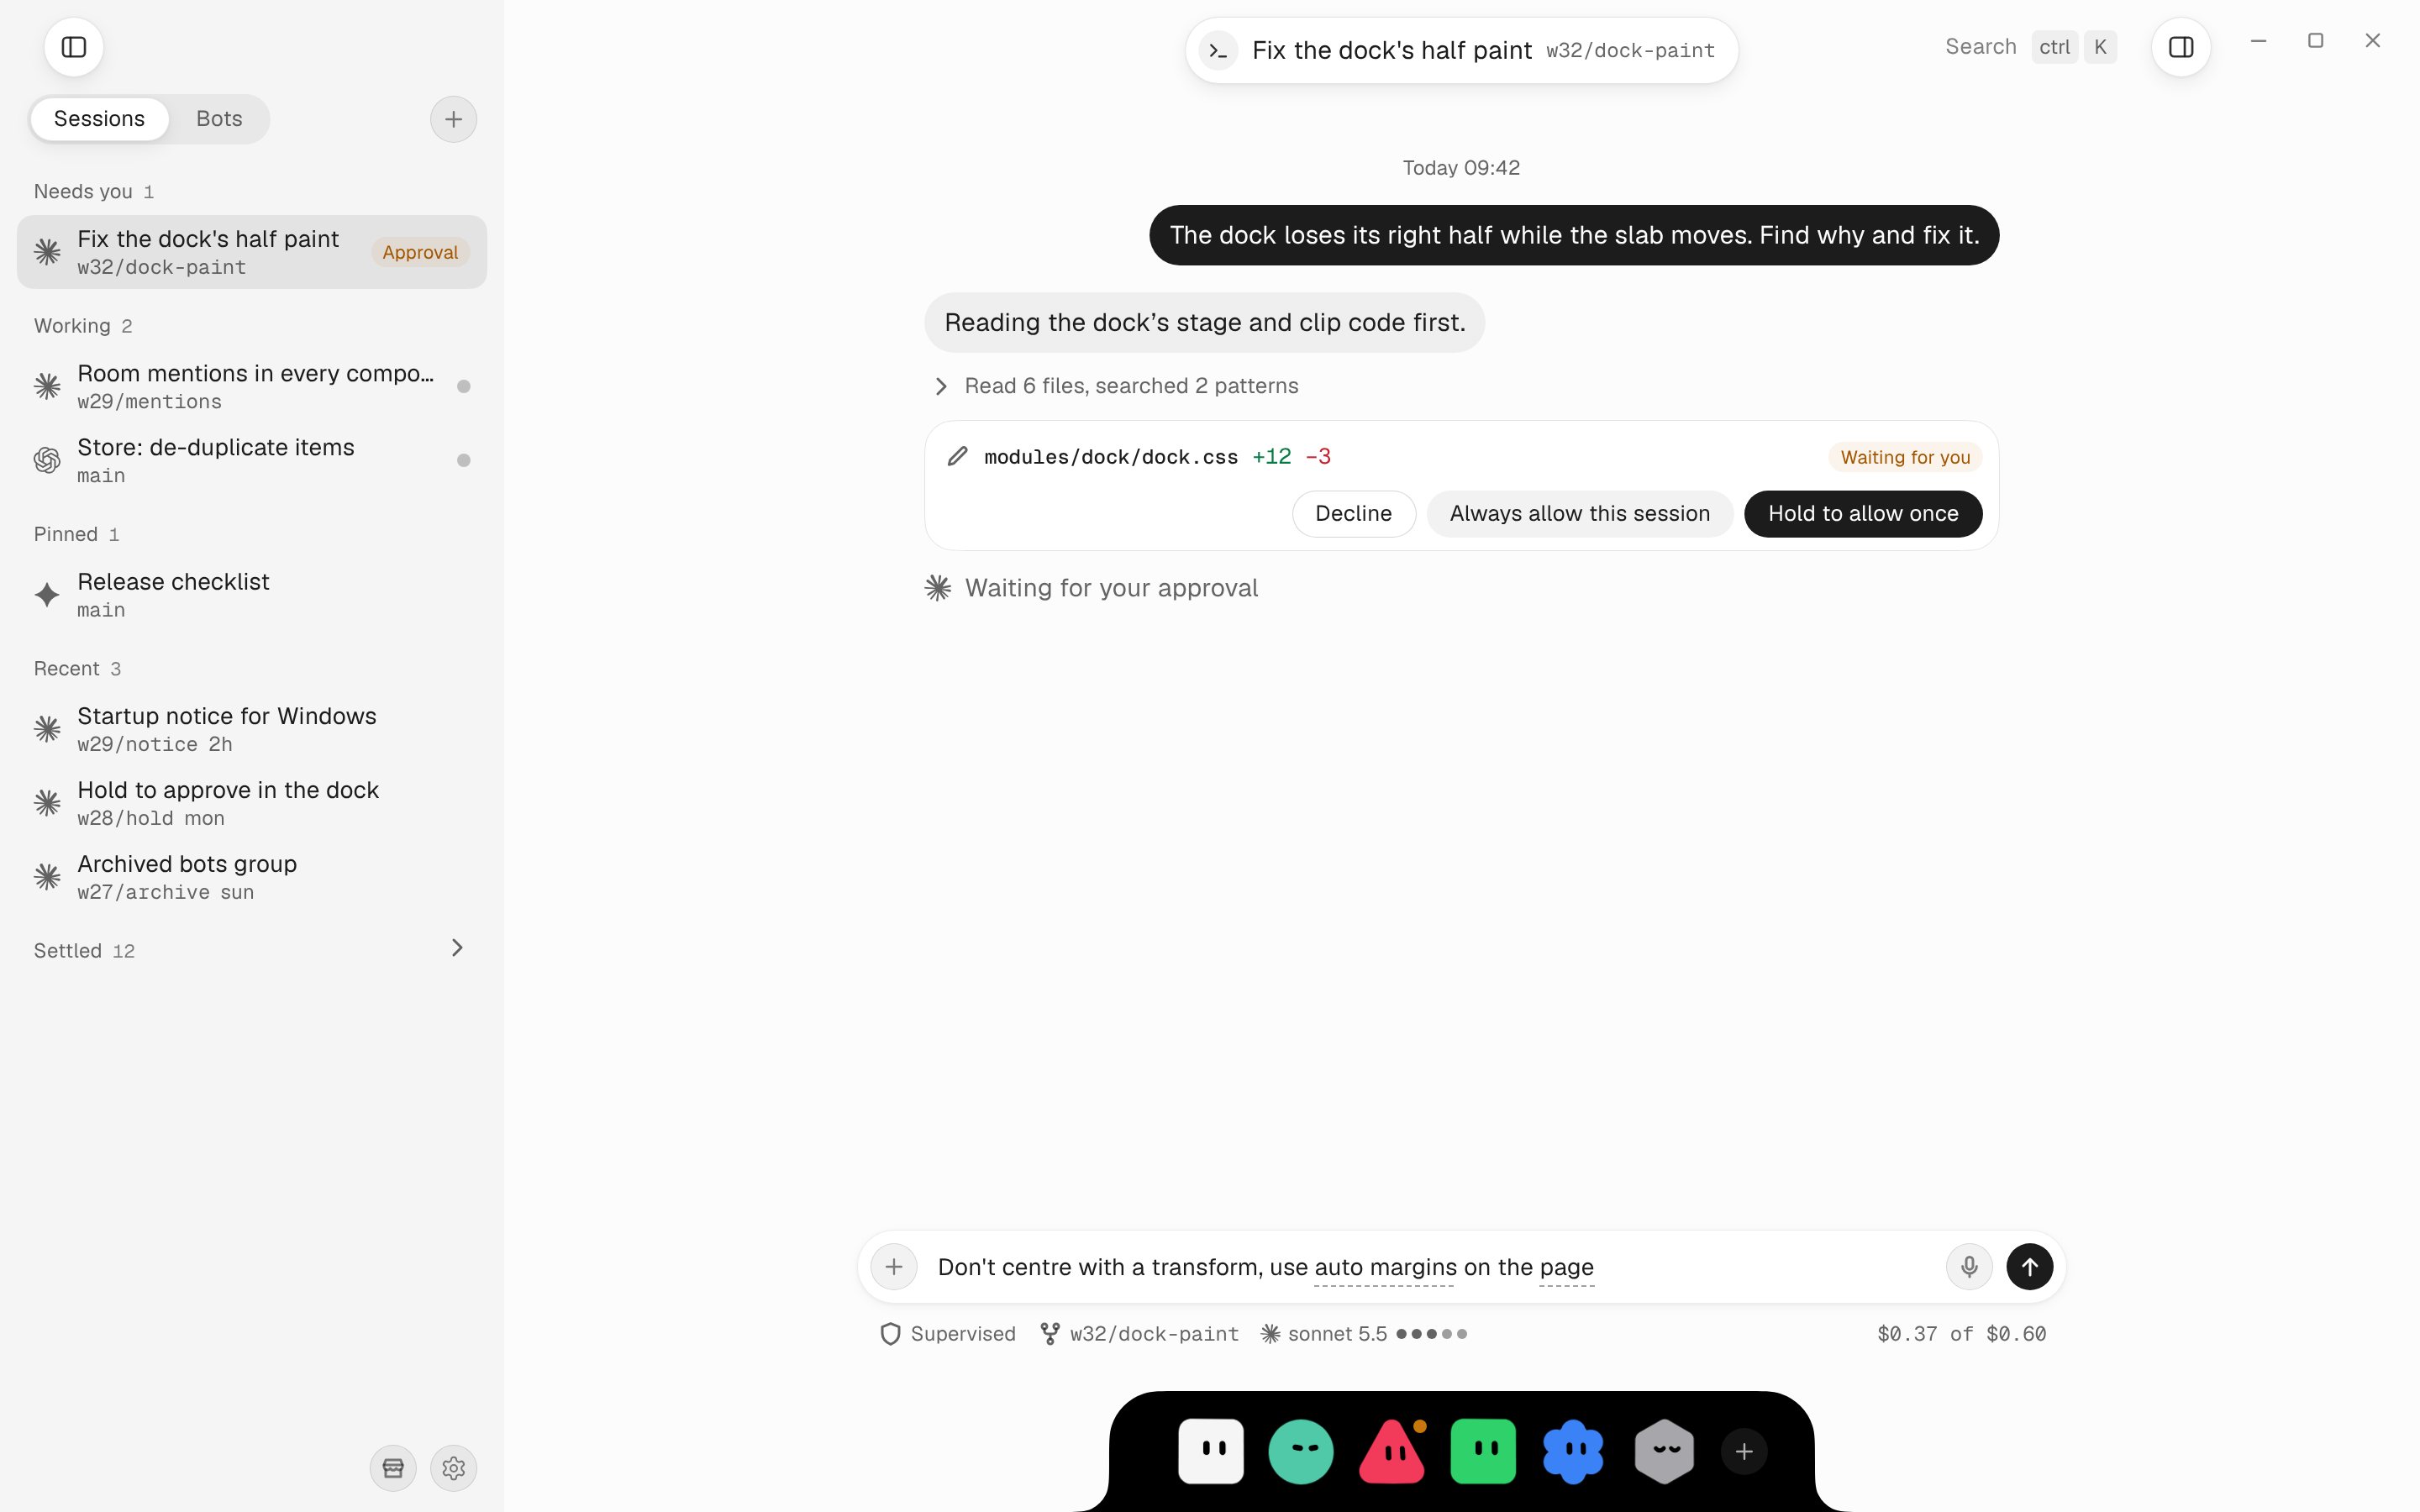 Fix the dock's half paint w32/dock-paint
Search ctrl K
Sessions Bots
Needs you 1
Fix the dock's half paint
w32/dock-paint
Approval
Working 2
Room mentions in every compo…
w29/mentions
Store: de-duplicate items
main
Pinned 1
Release checklist
main
Recent 3
Startup notice for Windows
w29/notice 2h
Hold to approve in the dock
w28/hold mon
Archived bots group
w27/archive sun
Settled 12
Today 09:42
The dock loses its right half while the slab moves. Find why and fix it.
Reading the dock’s stage and clip code first.
Read 6 files, searched 2 patterns
modules/dock/dock.css +12 −3
Waiting for you
Decline
Always allow this session
Hold to allow once
Waiting for your approval
Don't centre with a transform, use auto margins on the page
Supervised w32/dock-paint sonnet 5.5
$0.37 of $0.60